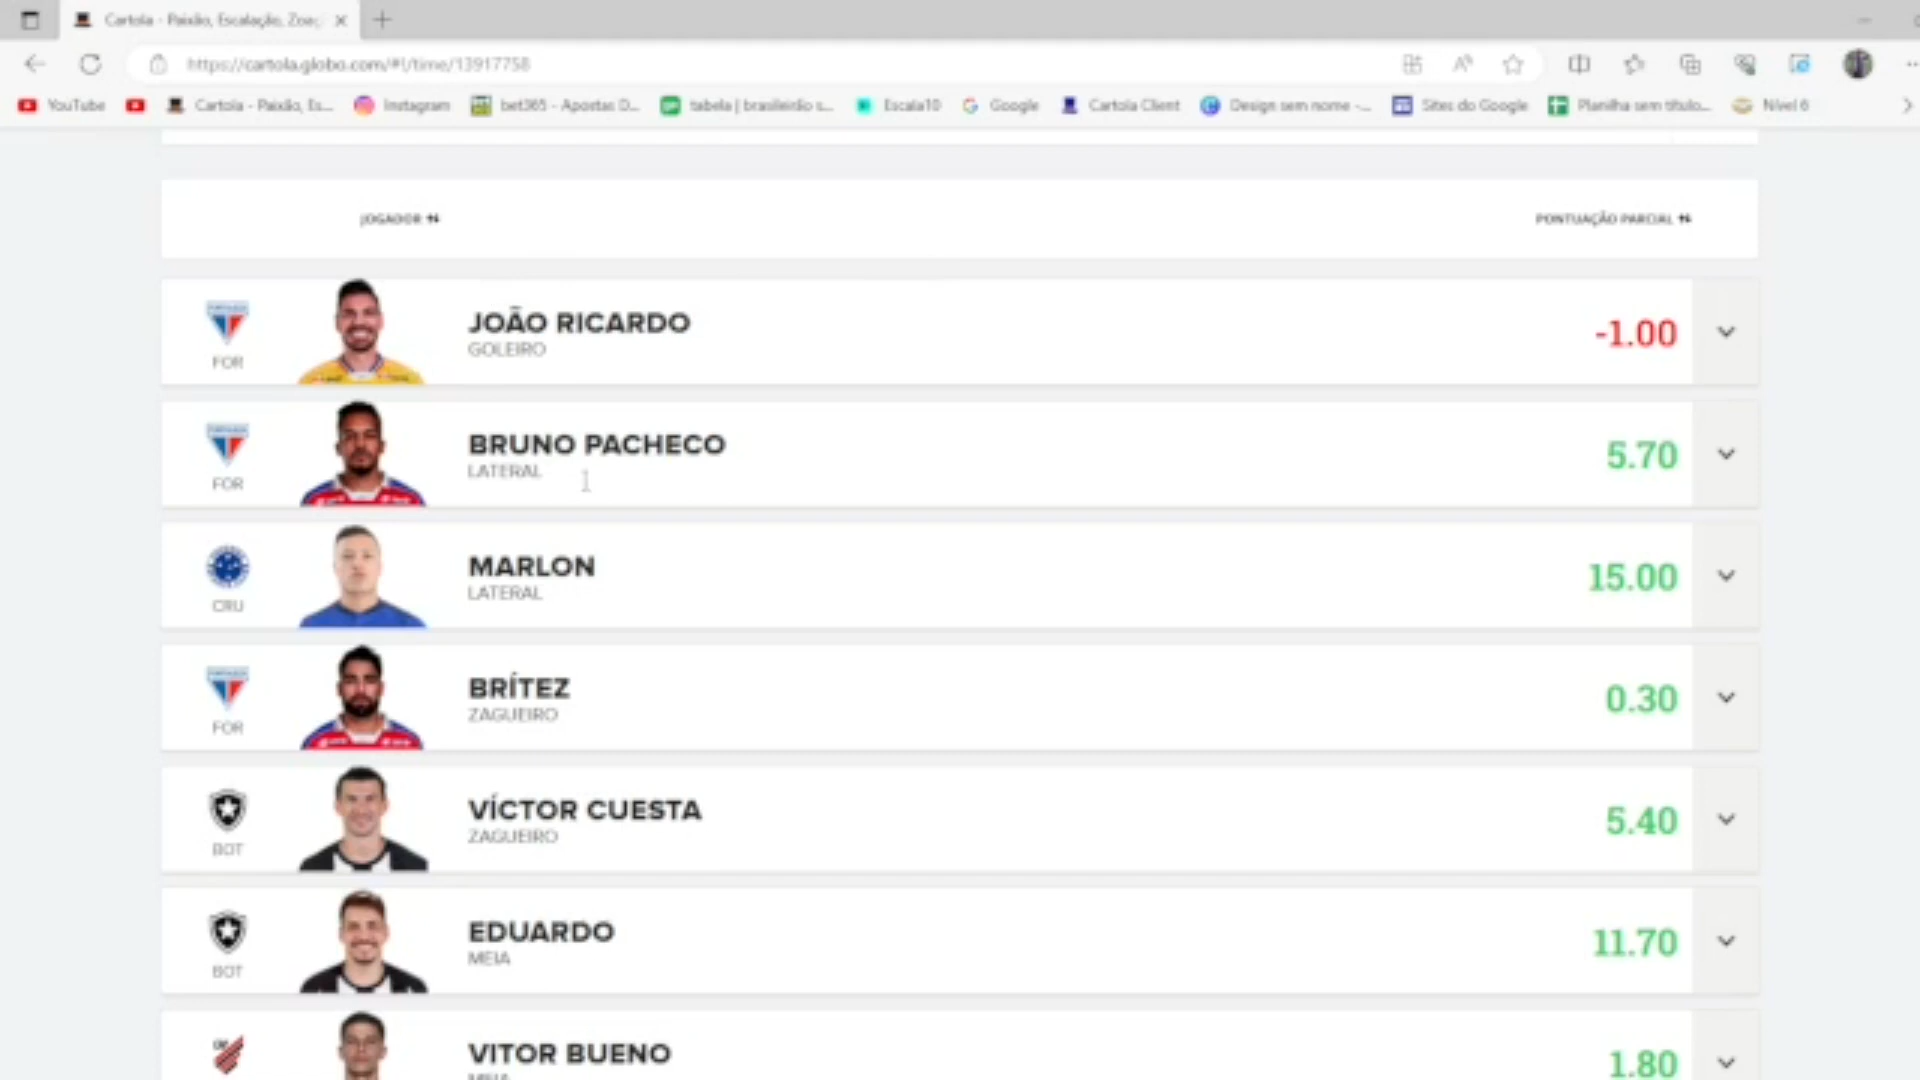 Cartola - Paixão, Escalação, Zoaç
https://cartola.globo.com/#!/time/13917758
YouTube
Cartola - Paixão, Es...
Instagram
bet365 - Apostas D...
tabela | brasileirão s...
Escala10
Google
Cartola Client
Design sem nome -...
Sites do Google
Planilha sem título...
Nível 6
JOGADOR
PONTUAÇÃO PARCIAL
FOR
JOÃO RICARDO
GOLEIRO
-1.00
FOR
BRUNO PACHECO
LATERAL
5.70
CRU
MARLON
LATERAL
15.00
FOR
BRÍTEZ
ZAGUEIRO
0.30
BOT
VÍCTOR CUESTA
ZAGUEIRO
5.40
BOT
EDUARDO
MEIA
11.70
VITOR BUENO
MEIA
1.80